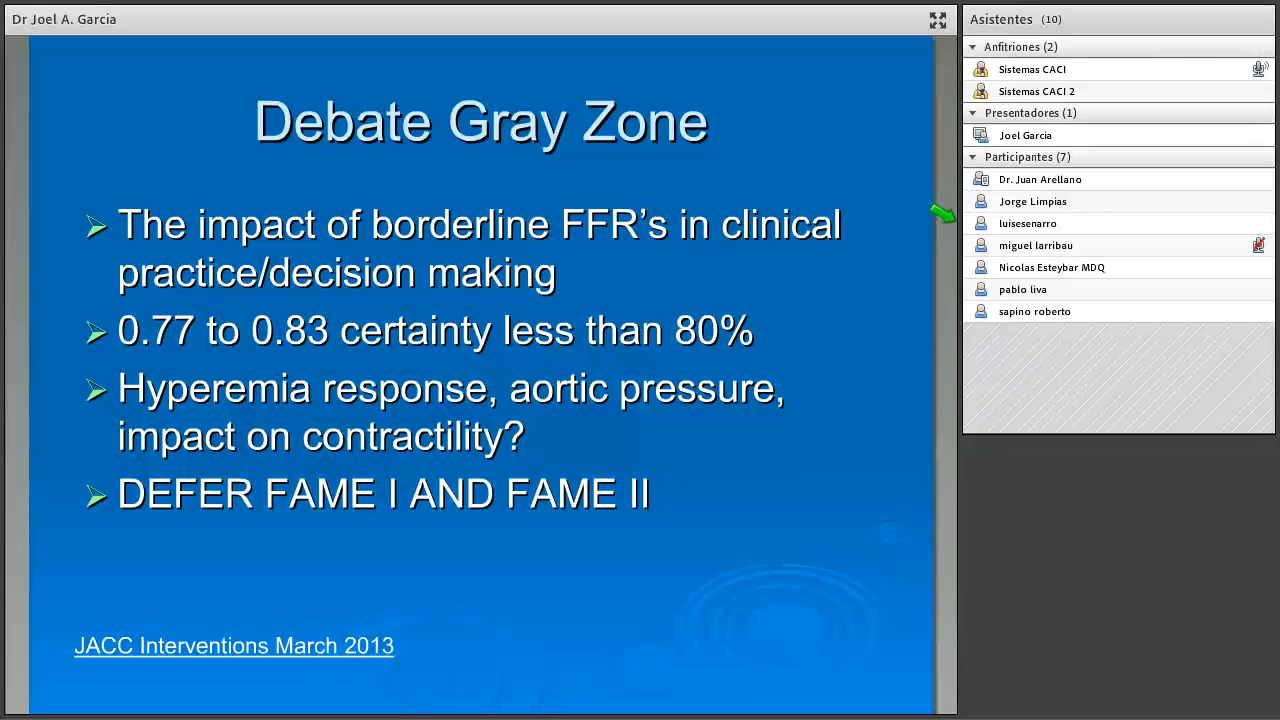 Dr Joel A. Garcia
Debate Gray Zone
The impact of borderline FFR’s in clinical
practice/decision making
0.77 to 0.83 certainty less than 80%
Hyperemia response, aortic pressure,
impact on contractility?
DEFER FAME I AND FAME II
JACC Interventions March 2013
Asistentes (10)
Anfitriones (2)
Sistemas CACI
Sistemas CACI 2
Presentadores (1)
Joel Garcia
Participantes (7)
Dr. Juan Arellano
Jorge Limpias
luisesenarro
miguel larribau
Nicolas Esteybar MDQ
pablo liva
sapino roberto